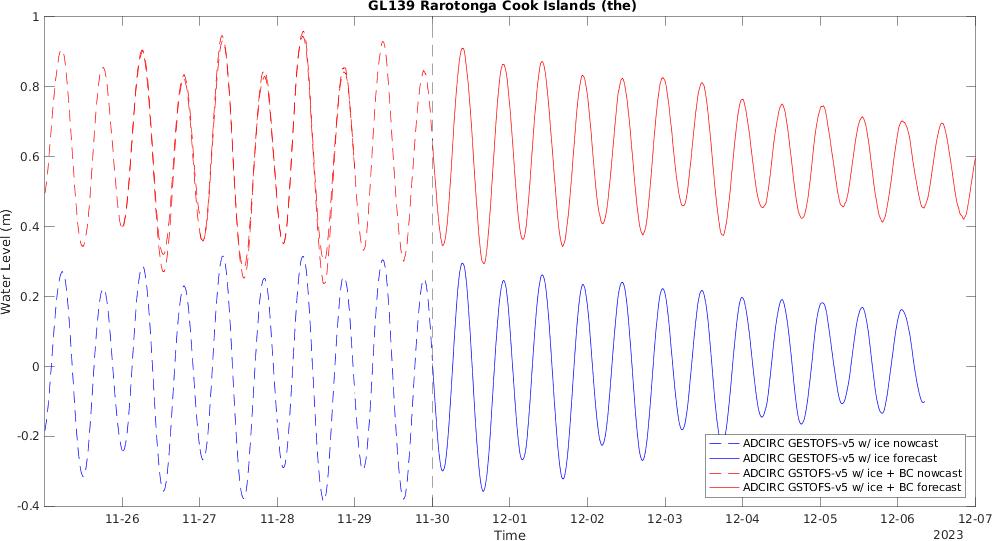 GL139 Rarotonga Cook Islands (the)
Water Level (m)
1
0.8
0.6
0.4
0.2
0
-0.2
-0.4
ADCIRC GESTOFS-v5 w/ ice nowcast
ADCIRC GESTOFS-v5 w/ ice forecast
ADCIRC GSTOFS-v5 w/ ice + BC nowcast
ADCIRC GSTOFS-v5 w/ ice + BC forecast
11-26 11-27 11-28 11-29 11-30 12-01 12-02 12-03 12-04 12-05 12-06 12-07
Time
2023